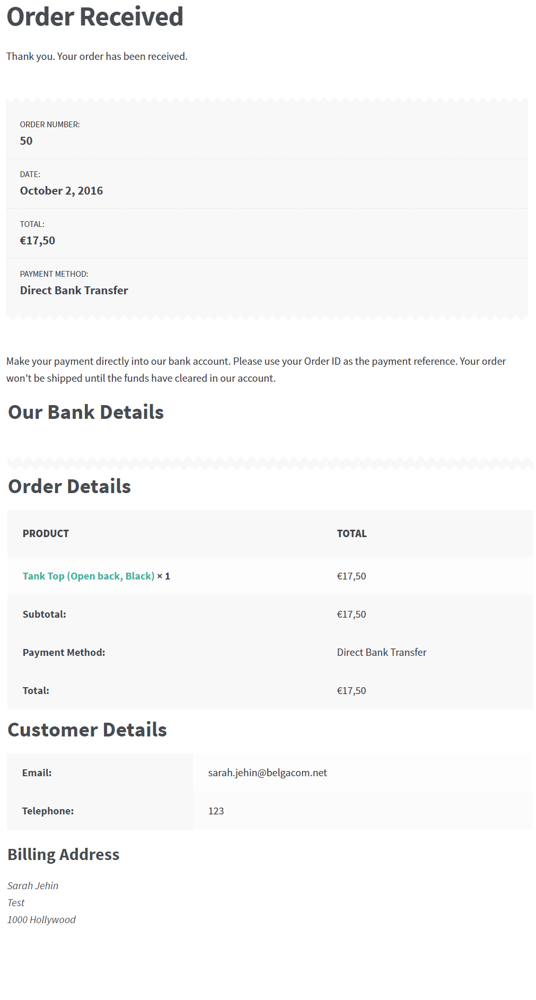 Order Received
Thank you. Your order has been received.
ORDER NUMBER:
50
DATE:
October 2, 2016
TOTAL:
€17,50
PAYMENT METHOD:
Direct Bank Transfer
Make your payment directly into our bank account. Please use your Order ID as the payment reference. Your order
won’t be shipped until the funds have cleared in our account.
Our Bank Details
Order Details
PRODUCT TOTAL
Tank Top (Open back, Black) × 1 €17,50
Subtotal: €17,50
Payment Method: Direct Bank Transfer
Total: €17,50
Customer Details
Email: sarah.jehin@belgacom.net
Telephone: 123
Billing Address
Sarah Jehin
Test
1000 Hollywood